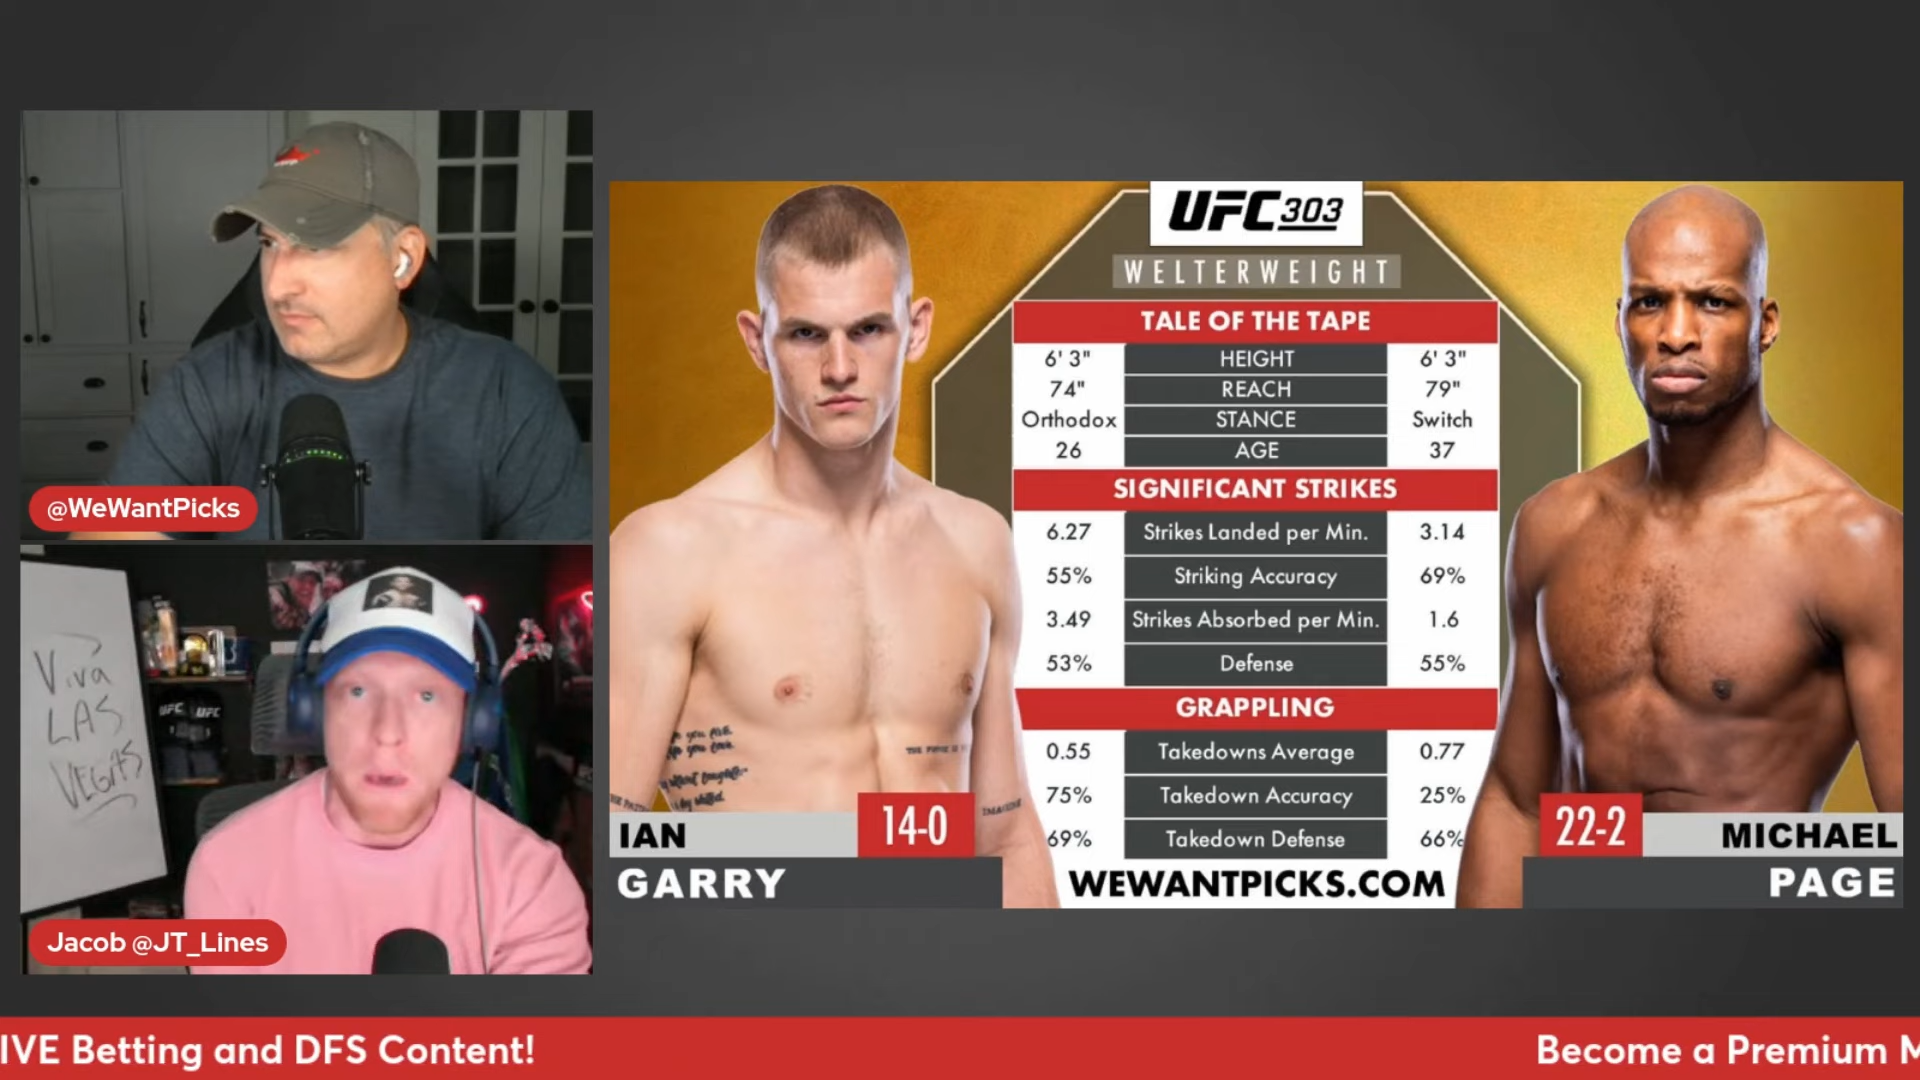 @WeWantPicks
Viva
LAS
VEGAS
UFC UFC
Jacob @JT_Lines
UFC 303
WELTERWEIGHT
TALE OF THE TAPE
6' 3" HEIGHT 6' 3"
74" REACH 79"
Orthodox STANCE Switch
26 AGE 37
SIGNIFICANT STRIKES
6.27 Strikes Landed per Min. 3.14
55% Striking Accuracy 69%
3.49 Strikes Absorbed per Min. 1.6
53% Defense 55%
GRAPPLING
0.55 Takedowns Average 0.77
75% Takedown Accuracy 25%
69% Takedown Defense 66%
IAN 14-0
GARRY
22-2 MICHAEL
PAGE
WEWANTPICKS.COM
IVE Betting and DFS Content!
Become a Premium M